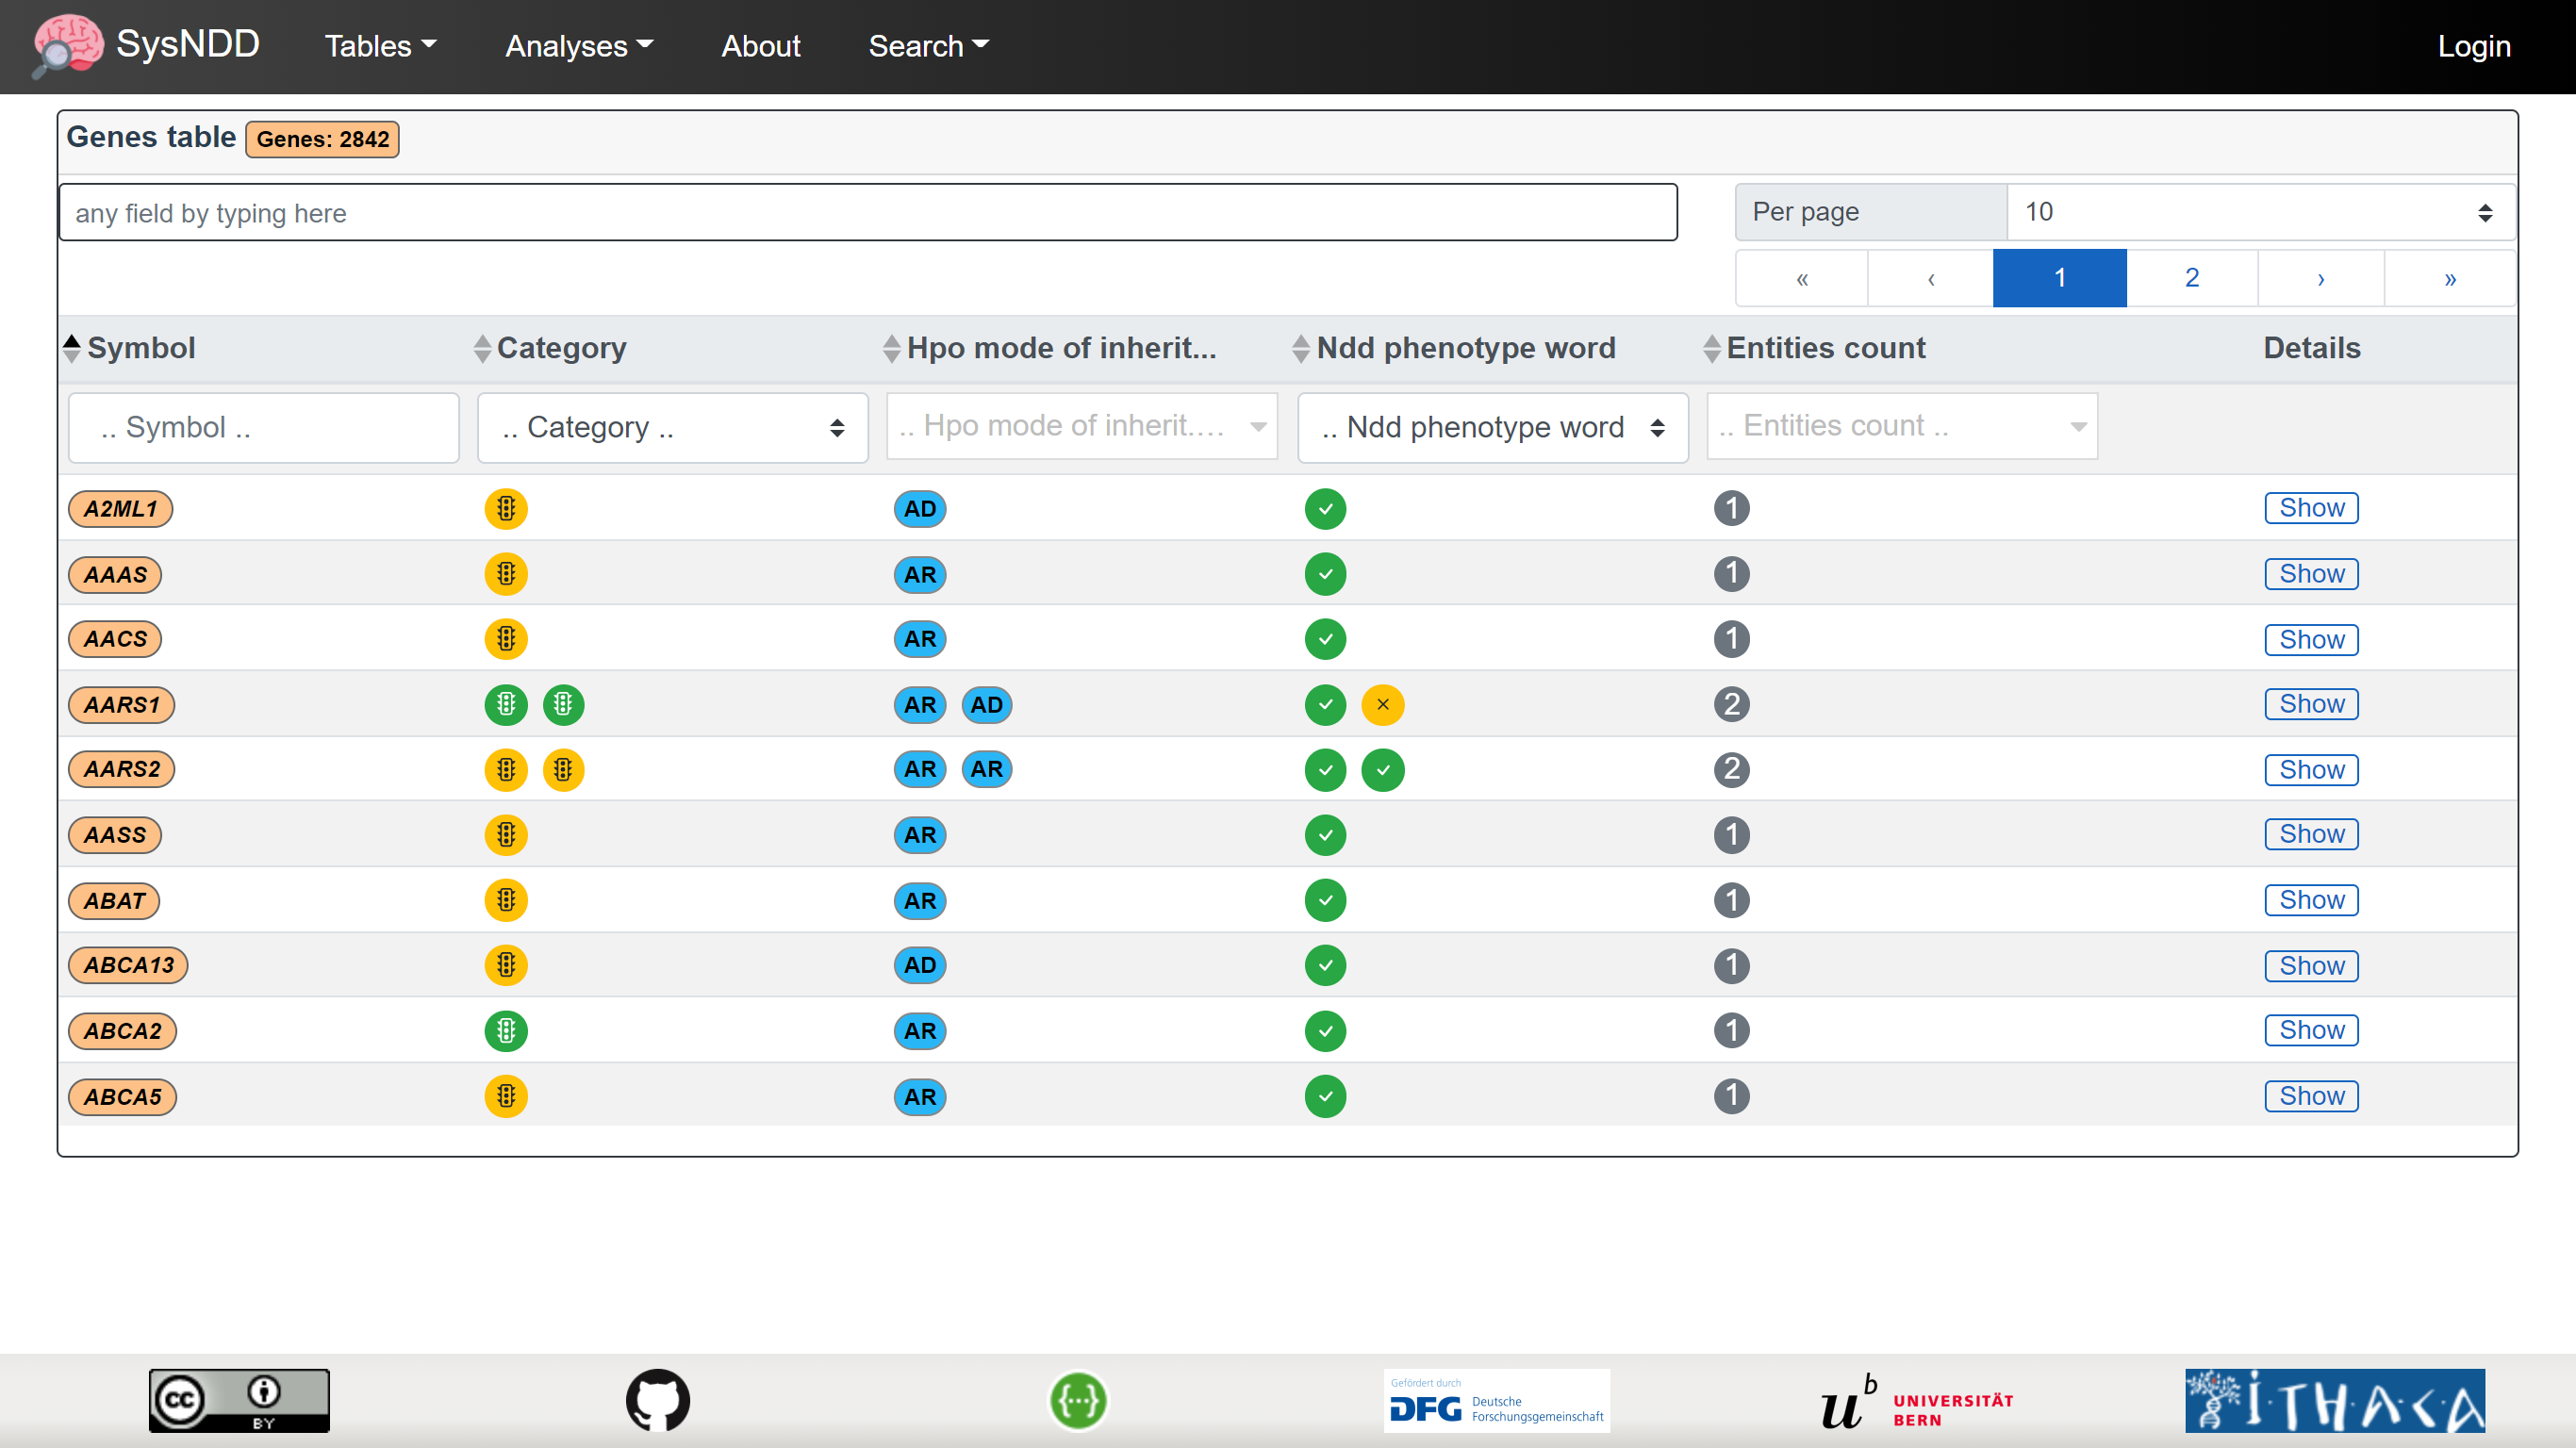 SysNDD Tables Analyses About Search Login
Genes table Genes: 2842
any field by typing here
Per page 10
« ‹ 1 2 › »
Symbol Category Hpo mode of inherit... Ndd phenotype word Entities count Details
.. Symbol .. .. Category .. .. Hpo mode of inherit.... .. Ndd phenotype word .. Entities count ..
A2ML1 AD 1 Show
AAAS AR 1 Show
AACS AR 1 Show
AARS1 AR AD 2 Show
AARS2 AR AR 2 Show
AASS AR 1 Show
ABAT AR 1 Show
ABCA13 AD 1 Show
ABCA2 AR 1 Show
ABCA5 AR 1 Show
cc BY
{...}
Gefördert durch
DFG Deutsche
Forschungsgemeinschaft
u b UNIVERSITÄT
BERN
iTHACA